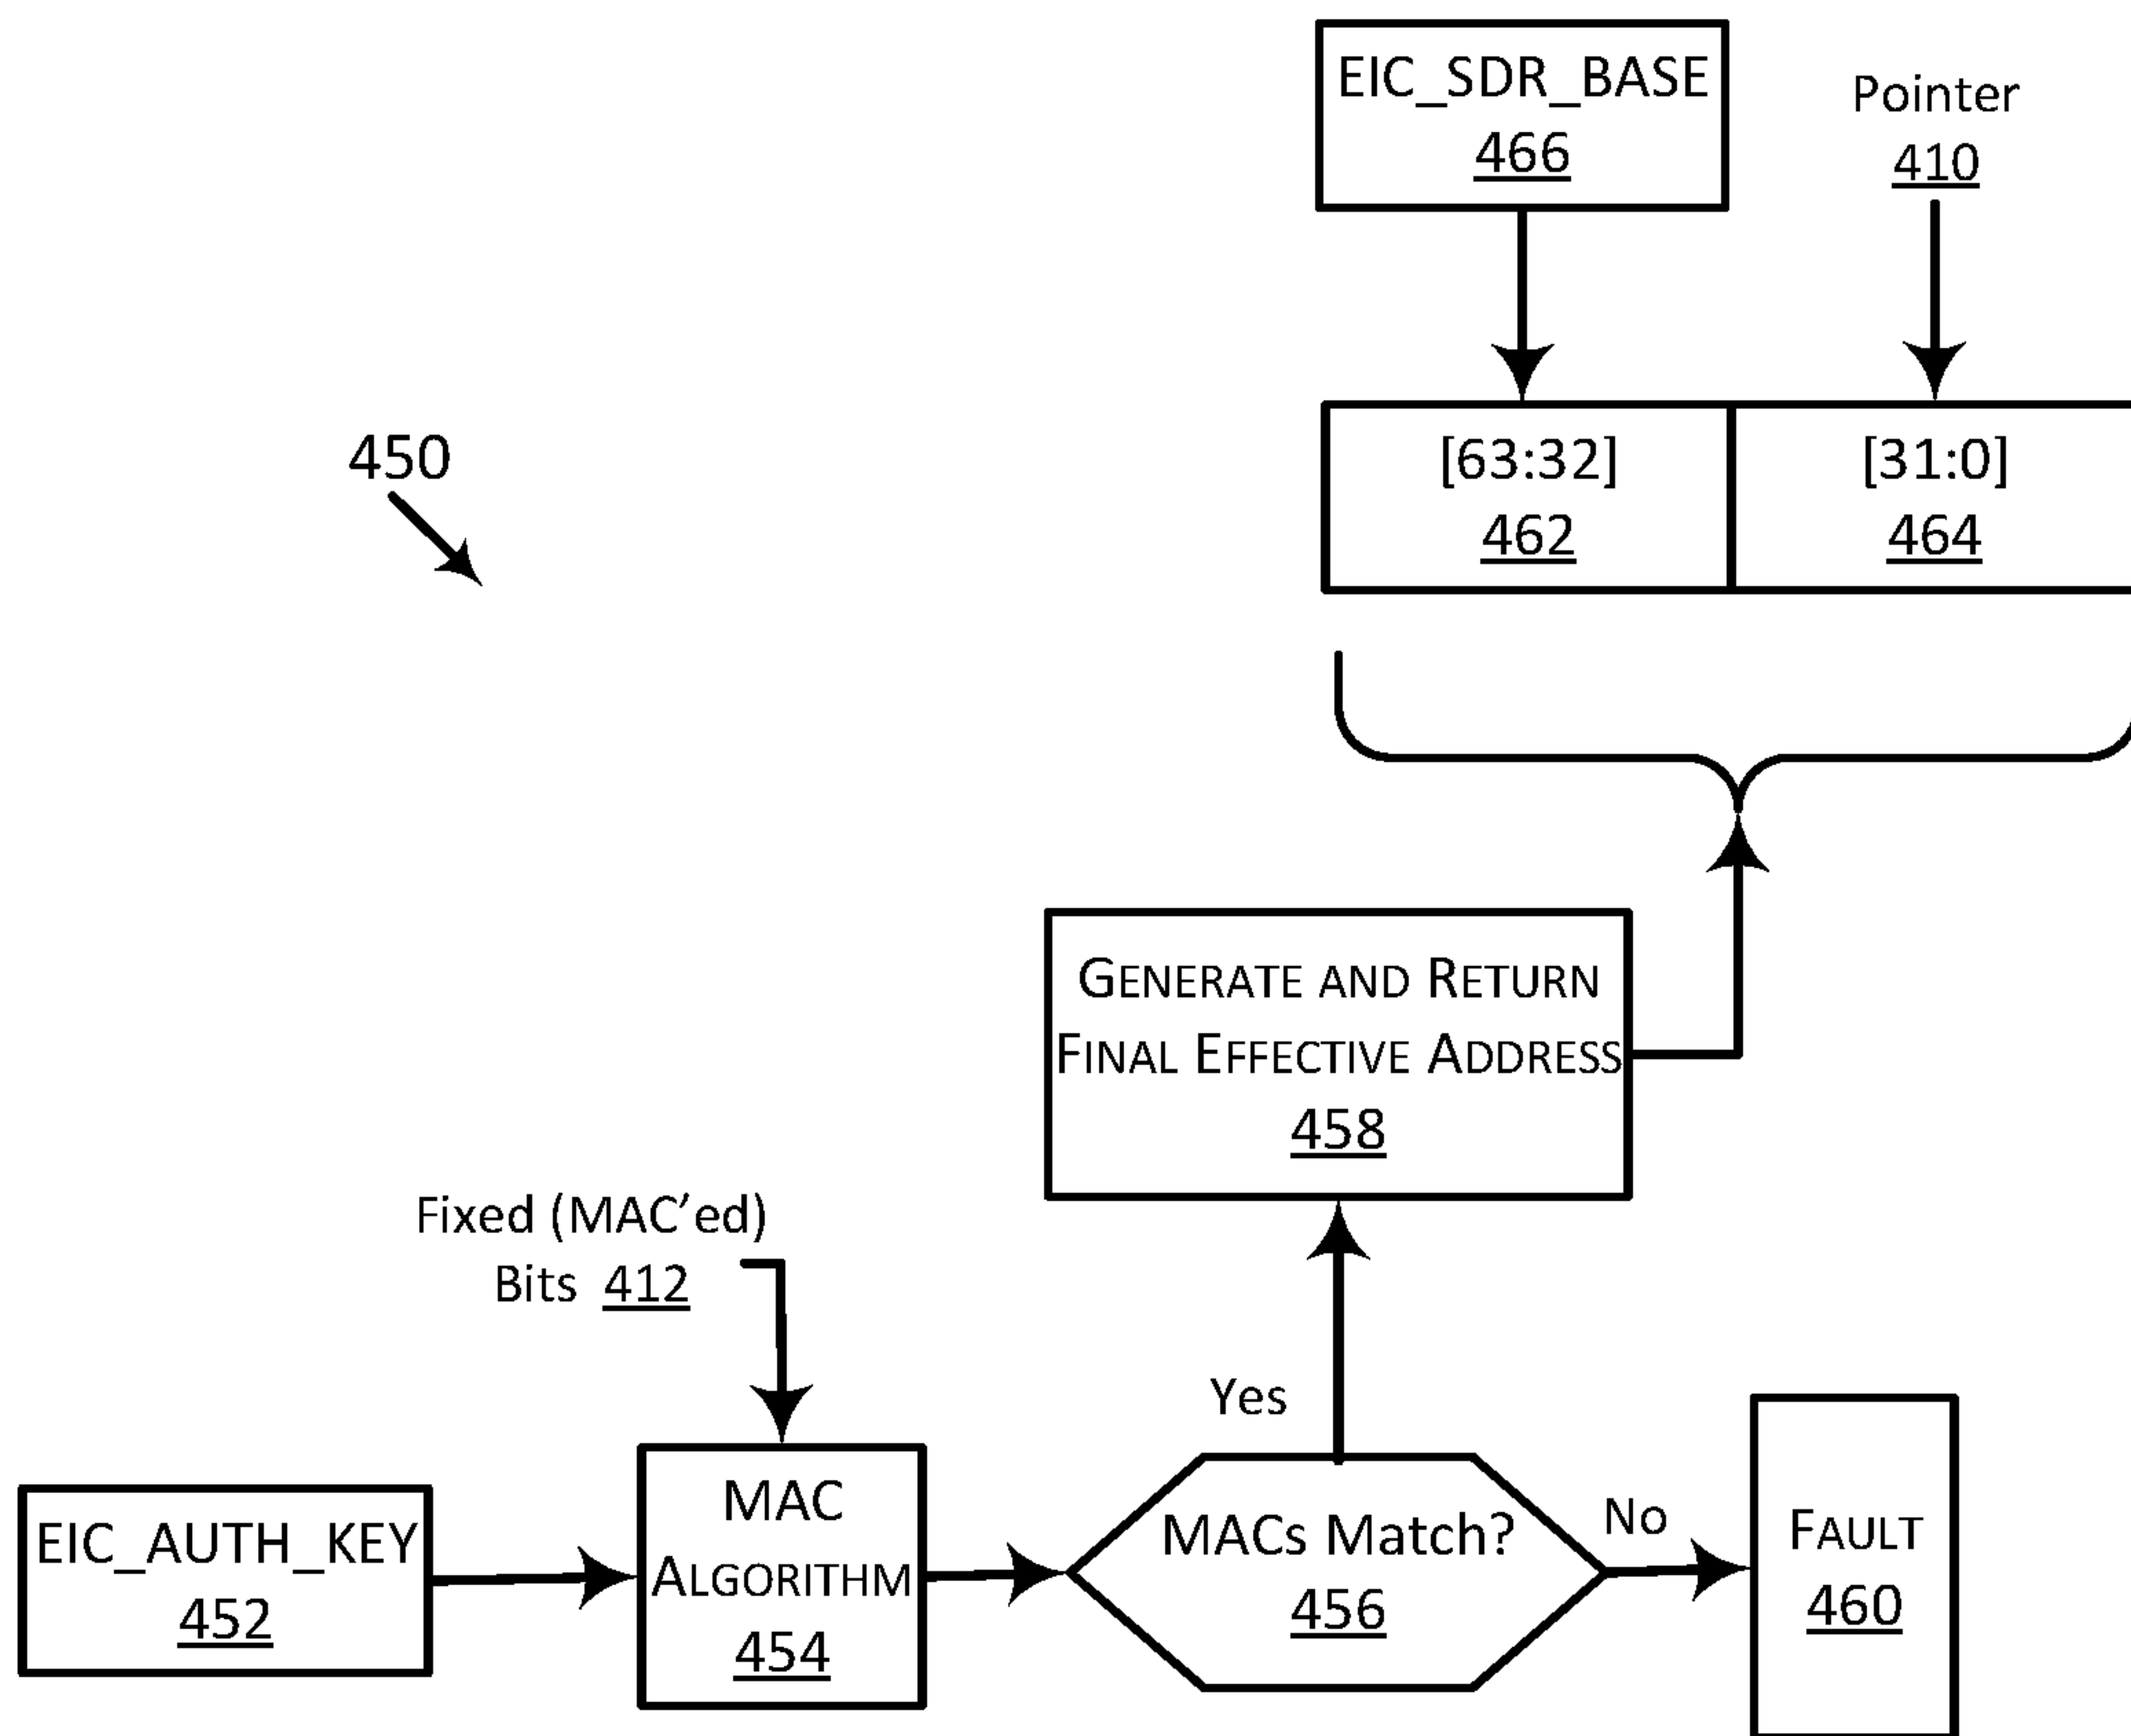 EIC_SDR_BASE
466
Pointer
410
[63:32]
462
[31:0]
464
450
GENERATE AND RETURN
FINAL EFFECTIVE ADDRESS
458
Fixed (MAC’ed)
Bits 412
Yes
EIC_AUTH_KEY
452
MAC
ALGORITHM
454
MACs Match?
456
No
FAULT
460